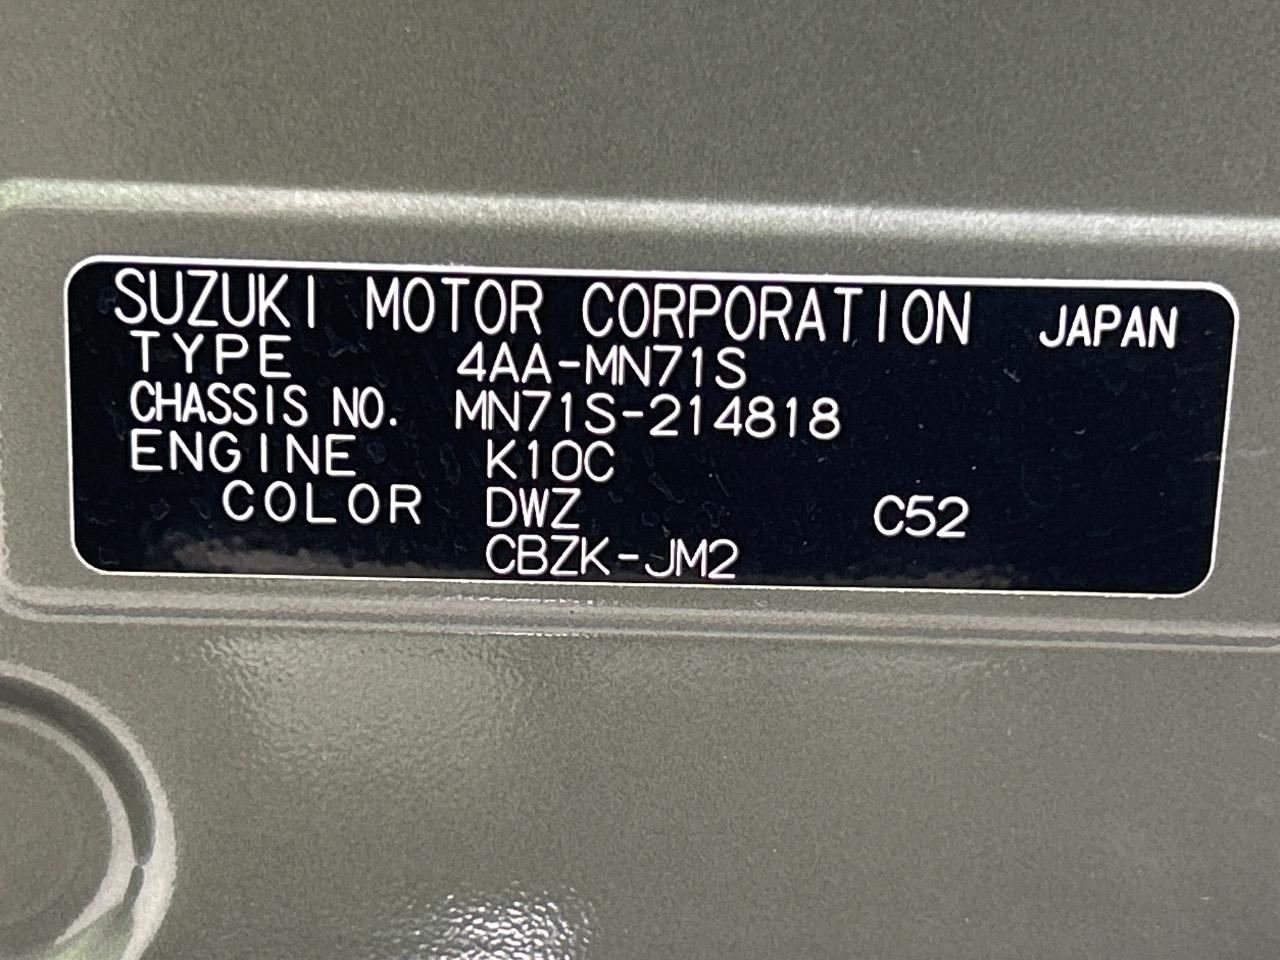 SUZUKI MOTOR CORPORATION JAPAN
TYPE 4AA-MN71S
CHASSIS NO. MN71S-214818
ENGINE K10C
COLOR DWZ C52
CBZK-JM2